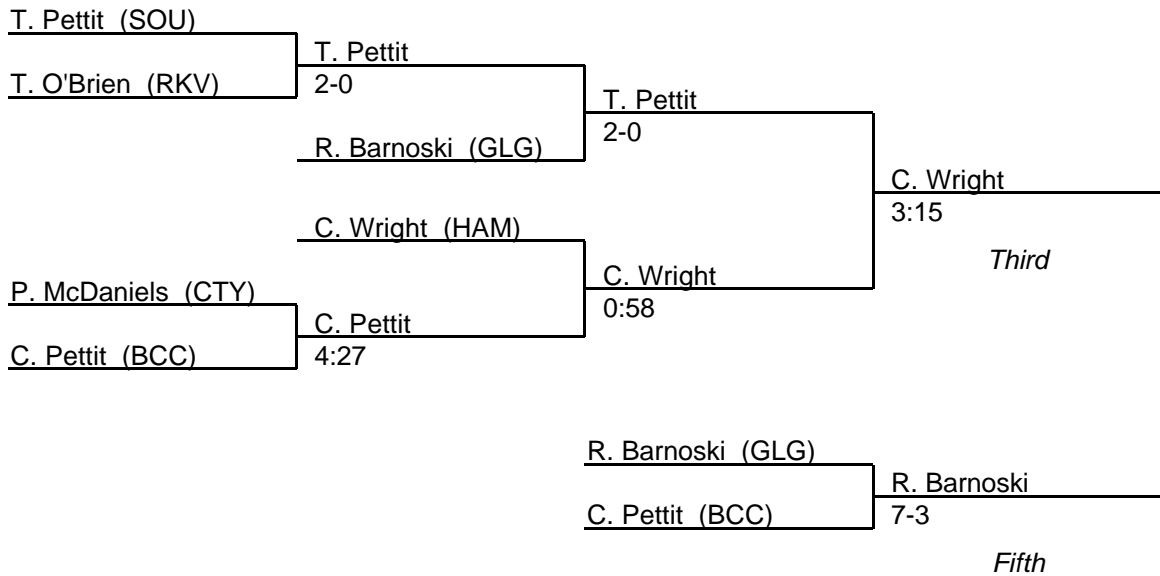 T. Pettit (SOU)
T. O'Brien (RKV)
T. Pettit
2-0
R. Barnoski (GLG)
T. Pettit
2-0
C. Wright (HAM)
P. McDaniels (CTY)
C. Pettit (BCC)
C. Pettit
4:27
C. Wright
0:58
C. Wright
3:15
Third
R. Barnoski (GLG)
C. Pettit (BCC)
R. Barnoski
7-3
Fifth